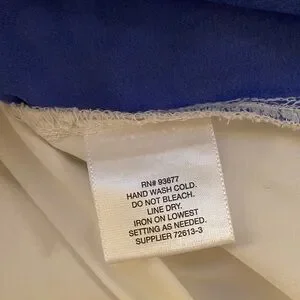 RN# 93677
HAND WASH COLD.
DO NOT BLEACH.
LINE DRY.
IRON ON LOWEST
SETTING AS NEEDED.
SUPPLIER 72613-3